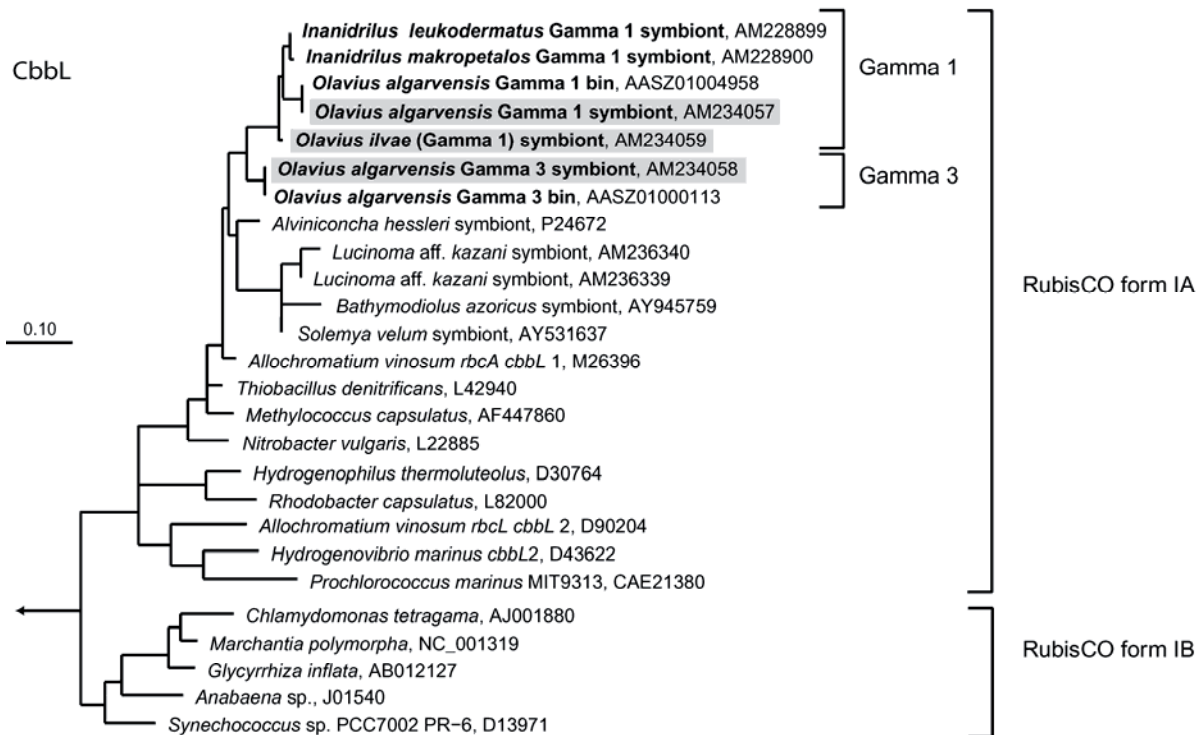 CbbL
Inanidrilus leukodermatus Gamma 1 symbiont, AM228899
Inanidrilus makropetalos Gamma 1 symbiont, AM228900
Olavius algarvensis Gamma 1 bin, AASZ01004958
Olavius algarvensis Gamma 1 symbiont, AM234057
Olavius ilvae (Gamma 1) symbiont, AM234059
Gamma 1
Olavius algarvensis Gamma 3 symbiont, AM234058
Olavius algarvensis Gamma 3 bin, AASZ01000113
Gamma 3
Alviniconcha hessleri symbiont, P24672
Lucinoma aff. kazani symbiont, AM236340
Lucinoma aff. kazani symbiont, AM236339
Bathymodiolus azoricus symbiont, AY945759
Solemya velum symbiont, AY531637
Allochromatium vinosum rbcA cbbL 1, M26396
Thiobacillus denitrificans, L42940
Methylococcus capsulatus, AF447860
Nitrobacter vulgaris, L22885
Hydrogenophilus thermoluteolus, D30764
Rhodobacter capsulatus, L82000
Allochromatium vinosum rbcL cbbL 2, D90204
Hydrogenovibrio marinus cbbL2, D43622
Prochlorococcus marinus MIT9313, CAE21380
RubisCO form IA
0.10
Chlamydomonas tetragama, AJ001880
Marchantia polymorpha, NC_001319
Glycyrrhiza inflata, AB012127
Anabaena sp., J01540
Synechococcus sp. PCC7002 PR−6, D13971
RubisCO form IB